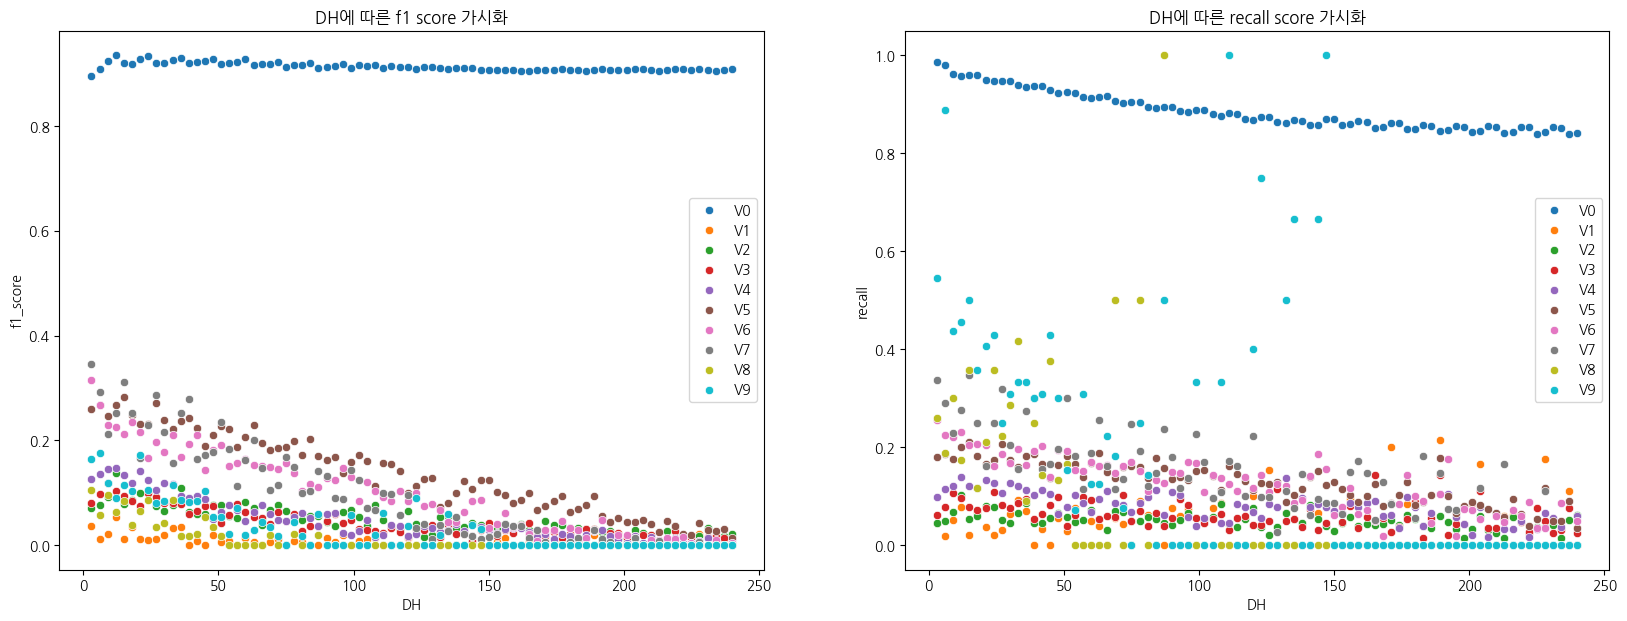 DH에 따른 f1 score 가시화
f1_score
0.8
0.6
0.4
0.2
0.0
0
50
100
150
200
250
DH
V0
V1
V2
V3
V4
V5
V6
V7
V8
V9
DH에 따른 recall score 가시화
recall
1.0
0.8
0.6
0.4
0.2
0.0
0
50
100
150
200
250
DH
V0
V1
V2
V3
V4
V5
V6
V7
V8
V9